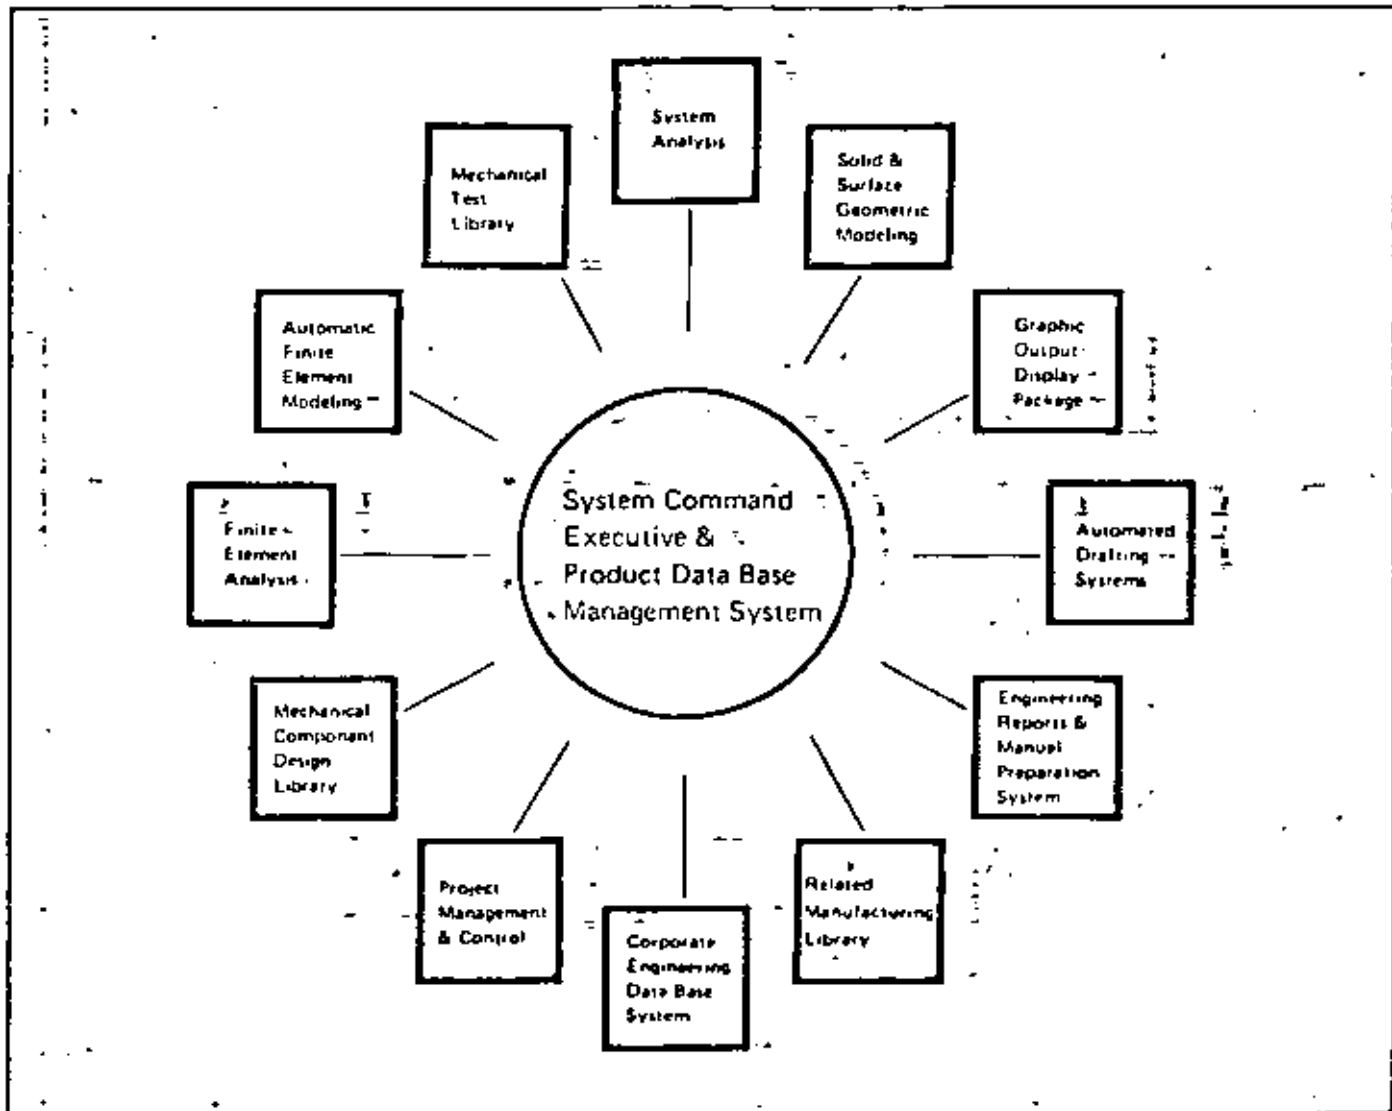 System
Analysis
Mechanical
Test
Library
Solid &
Surface
Geometric
Modeling
Automatic
Finite
Element
Modeling
Graphic
Output
Display
Package
System Command
Executive &
Product Data Base
Management System
Finite
Element
Analysis
Automated
Drafting
Systems
Mechanical
Component
Design
Library
Engineering
Reports &
Manual
Preparation
System
Project
Management
& Control
Related
Manufacturing
Library
Corporate
Engineering
Data Base
System